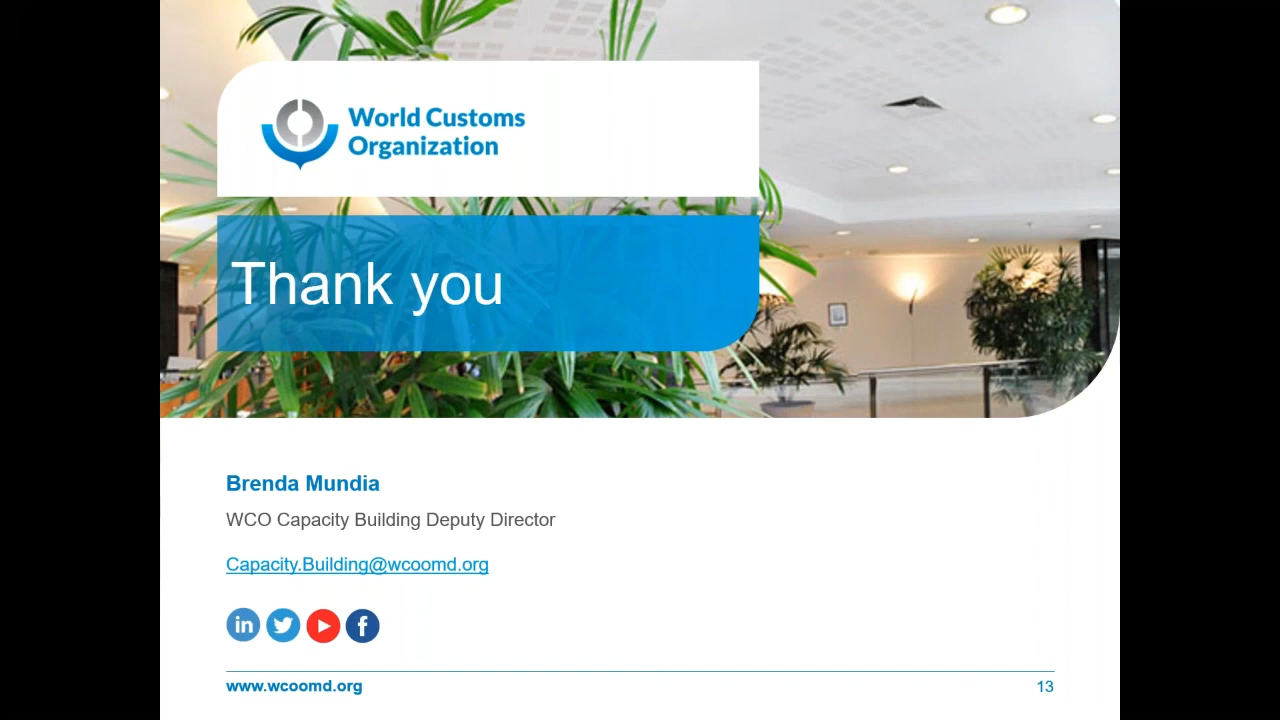 World Customs
Organization
Thank you
Brenda Mundia
WCO Capacity Building Deputy Director
Capacity.Building@wcoomd.org
in
f
www.wcoomd.org
13